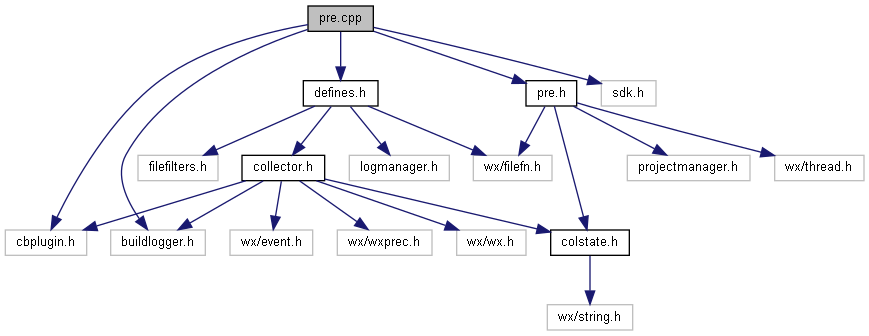 pre.cpp
defines.h
pre.h
sdk.h
filefilters.h
collector.h
logmanager.h
wx/filefn.h
projectmanager.h
wx/thread.h
cbplugin.h
buildlogger.h
wx/event.h
wx/wxprec.h
wx/wx.h
colstate.h
wx/string.h